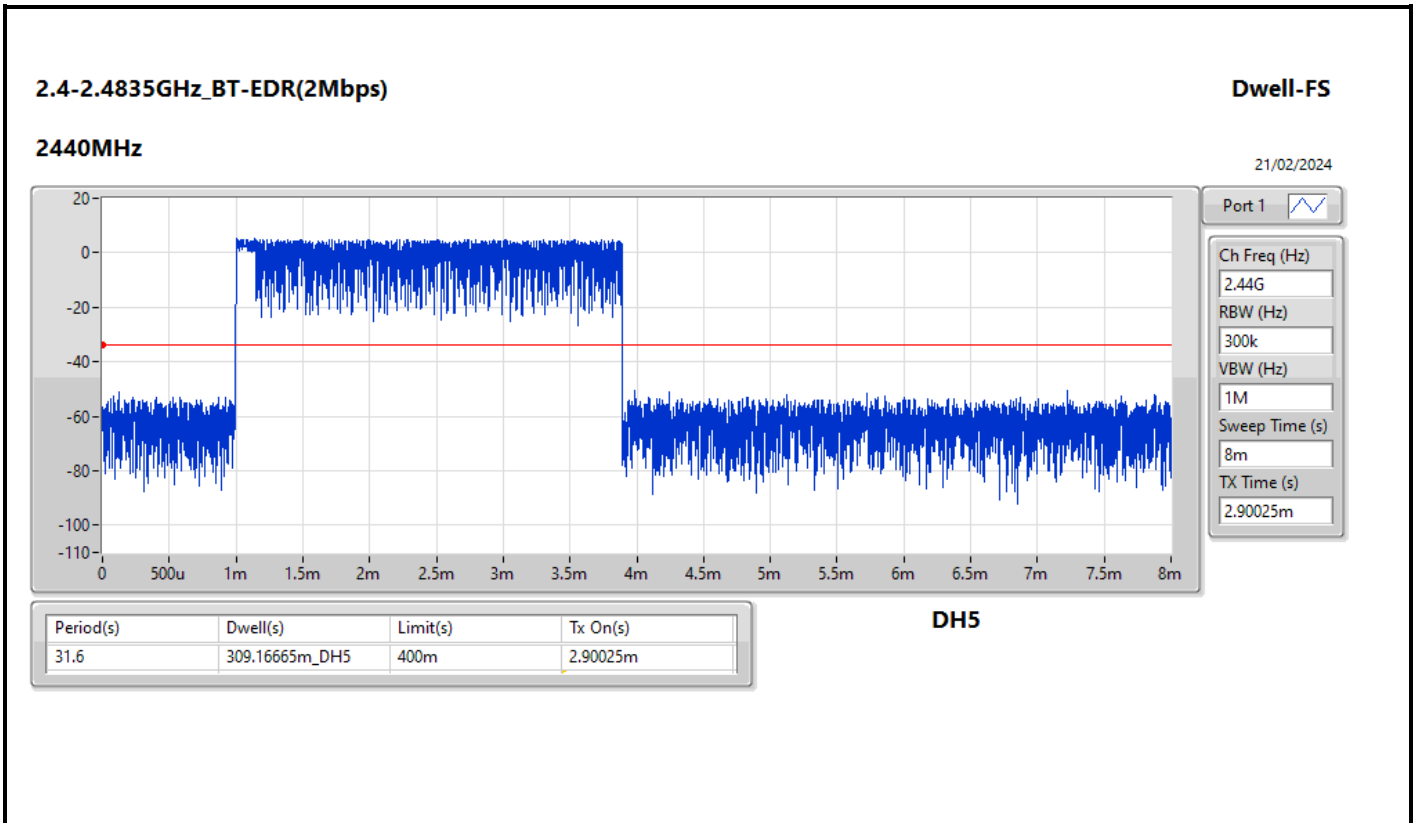 2.4-2.4835GHz_BT-EDR(2Mbps)
Dwell-FS
2440MHz
21/02/2024
20
0
-20
-40
-60
-80
-100
-110
0 500u 1m 1.5m 2m 2.5m 3m 3.5m 4m 4.5m 5m 5.5m 6m 6.5m 7m 7.5m 8m
Port 1
Ch Freq (Hz)
2.44G
RBW (Hz)
300k
VBW (Hz)
1M
Sweep Time (s)
8m
TX Time (s)
2.90025m
Period(s) Dwell(s) Limit(s) Tx On(s)
31.6 309.16665m_DH5 400m 2.90025m
DH5